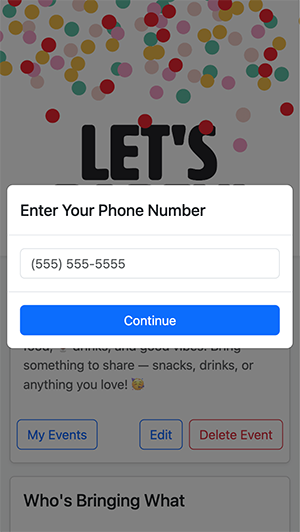 LET'S
Enter Your Phone Number
(555) 555-5555
Continue
drinks, and good vibes! Bring
something to share — snacks, drinks, or
anything you love! 🥳
My Events
Edit
Delete Event
Who's Bringing What